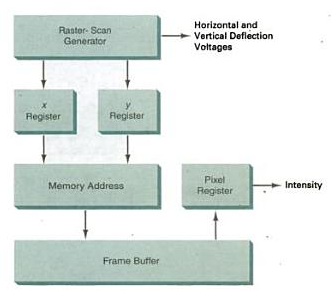 Raster-Scan
Generator
Horizontal and
Vertical Deflection
Voltages
x
Register
y
Register
Memory Address
Pixel
Register
Intensity
Frame Buffer